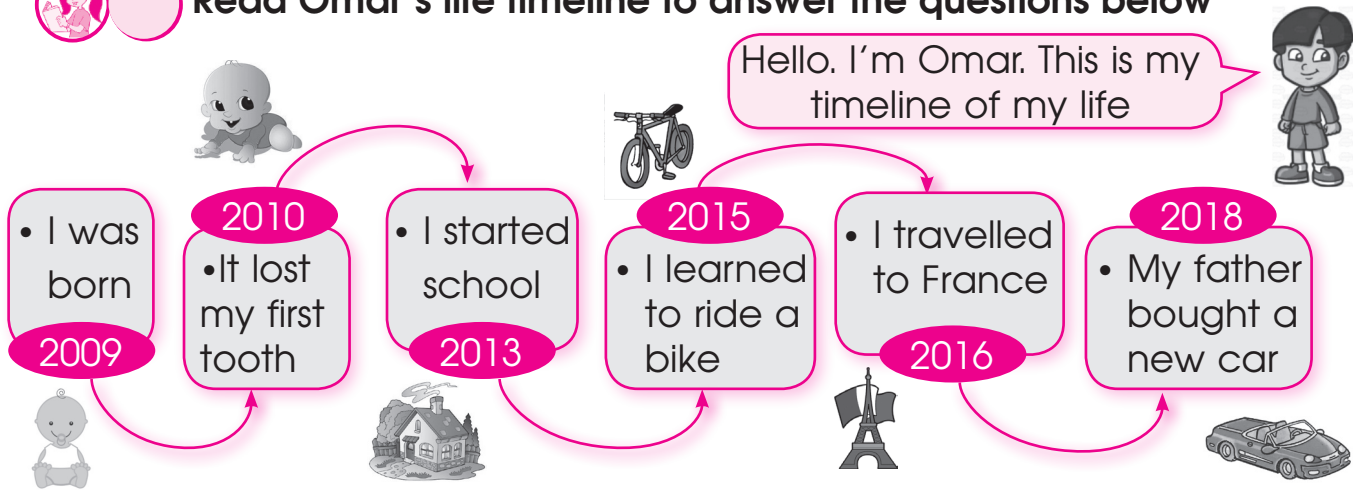 Read Omar's life timeline to answer the questions below
Hello. I'm Omar. This is my
timeline of my life
• I was
born
2009
2010
•It lost
my first
tooth
• I started
school
2013
2015
• I learned
to ride a
bike
• I travelled
to France
2016
2018
• My father
bought a
new car